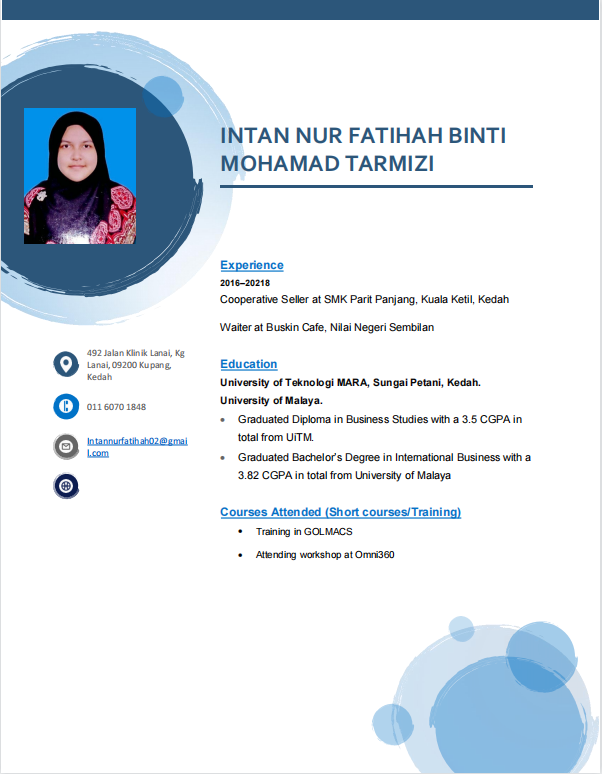 INTAN NUR FATIHAH BINTI
MOHAMAD TARMIZI
Experience
2016–20218
Cooperative Seller at SMK Parit Panjang, Kuala Ketil, Kedah
Waiter at Buskin Cafe, Nilai Negeri Sembilan
492 Jalan Klinik Lanai, Kg
Lanai, 09200 Kupang,
Kedah
011 6070 1848
Intannurfatihah02@gmai
l.com
Education
University of Teknologi MARA, Sungai Petani, Kedah.
University of Malaya.
• Graduated Diploma in Business Studies with a 3.5 CGPA in
total from UiTM.
• Graduated Bachelor's Degree in International Business with a
3.82 CGPA in total from University of Malaya
Courses Attended (Short courses/Training)
• Training in GOLMACS
• Attending workshop at Omni360